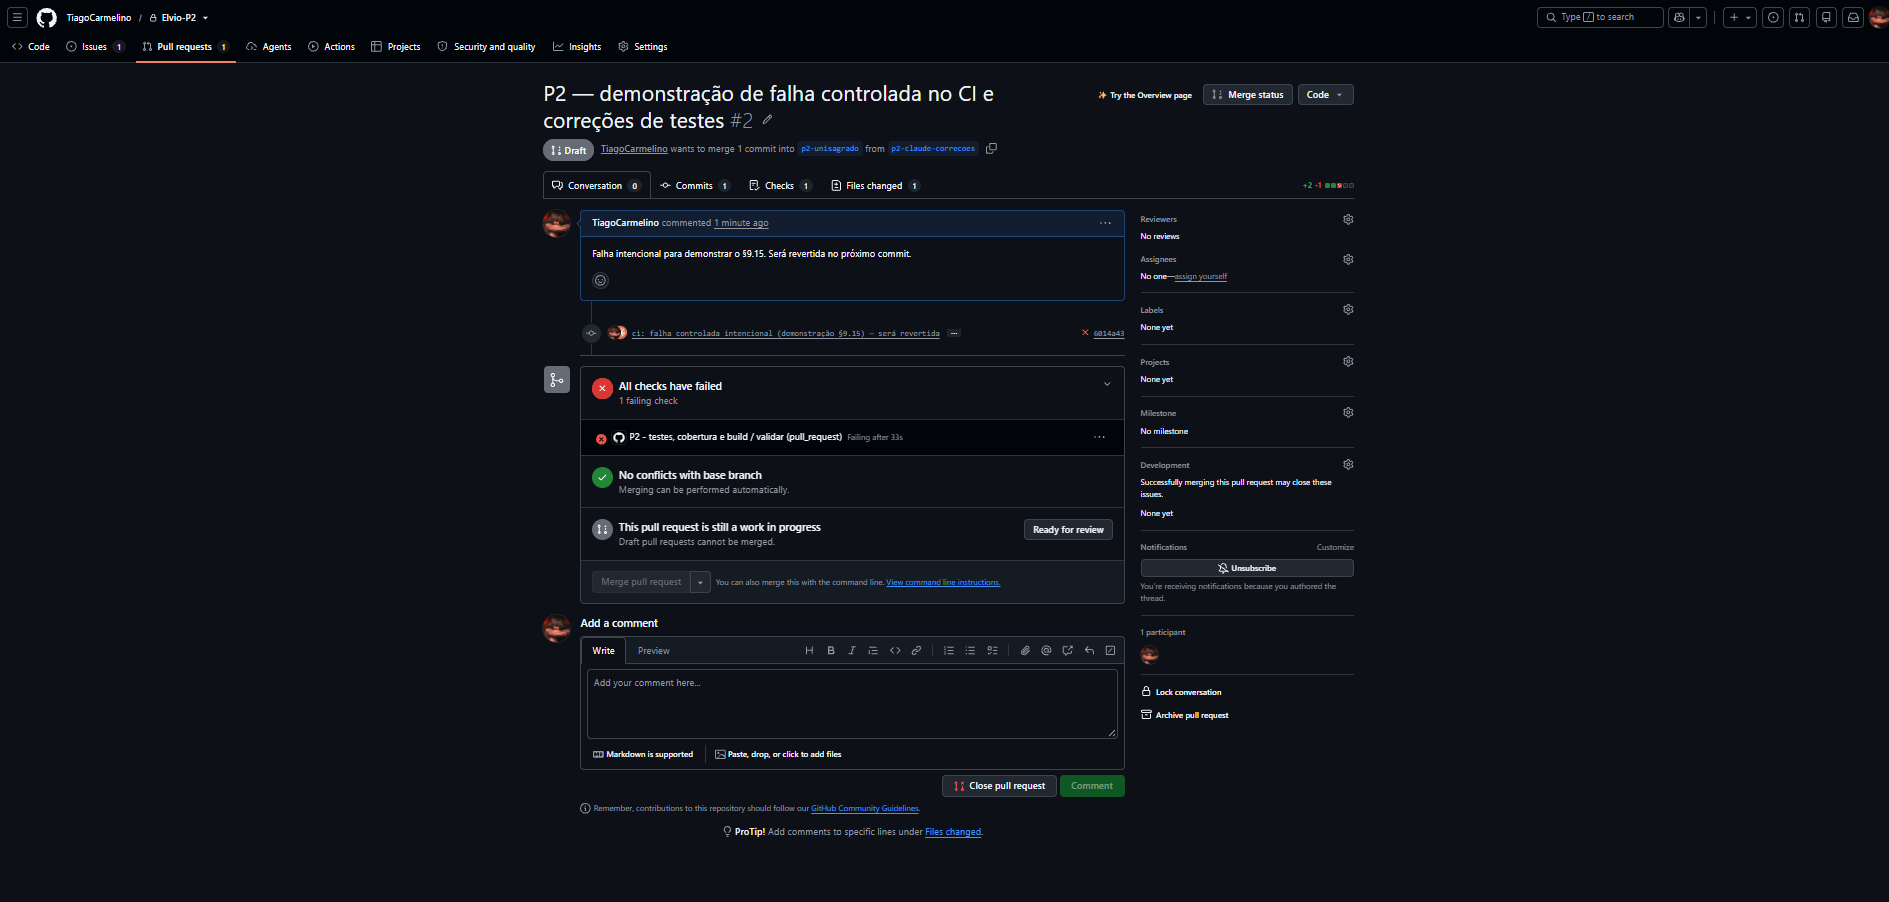 TiagoCarmelino / Elvio-P2
Type / to search
Code
Issues 1
Pull requests 1
Agents
Actions
Projects
Security and quality
Insights
Settings
P2 — demonstração de falha controlada no CI e
correções de testes #2
Try the Overview page
Merge status
Code
Draft
TiagoCarmelino wants to merge 1 commit into p2-unisagrado from p2-claude-correcoes
Conversation 0
Commits 1
Checks 1
Files changed 1
+2 -1
TiagoCarmelino commented 1 minute ago
Falha intencional para demonstrar o §9.15. Será revertida no próximo commit.
ci: falha controlada intencional (demonstração §9.15) — será revertida
6014a43
All checks have failed
1 failing check
P2 - testes, cobertura e build / validar (pull_request) Failing after 33s
No conflicts with base branch
Merging can be performed automatically.
This pull request is still a work in progress
Draft pull requests cannot be merged.
Ready for review
Merge pull request
You can also merge this with the command line. View command line instructions.
Add a comment
Write
Preview
Add your comment here...
Markdown is supported
Paste, drop, or click to add files
Close pull request
Comment
Remember, contributions to this repository should follow our GitHub Community Guidelines.
ProTip! Add comments to specific lines under Files changed.
Reviewers
No reviews
Assignees
No one—assign yourself
Labels
None yet
Projects
None yet
Milestone
No milestone
Development
Successfully merging this pull request may close these
issues.
None yet
Notifications
Customize
Unsubscribe
You're receiving notifications because you authored the
thread.
1 participant
Lock conversation
Archive pull request